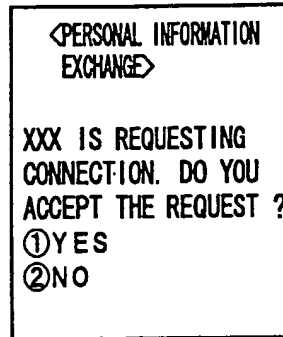 <PERSONAL INFORMATION
EXCHANGE>
XXX IS REQUESTING
CONNECTION. DO YOU
ACCEPT THE REQUEST ?
①YES
②NO